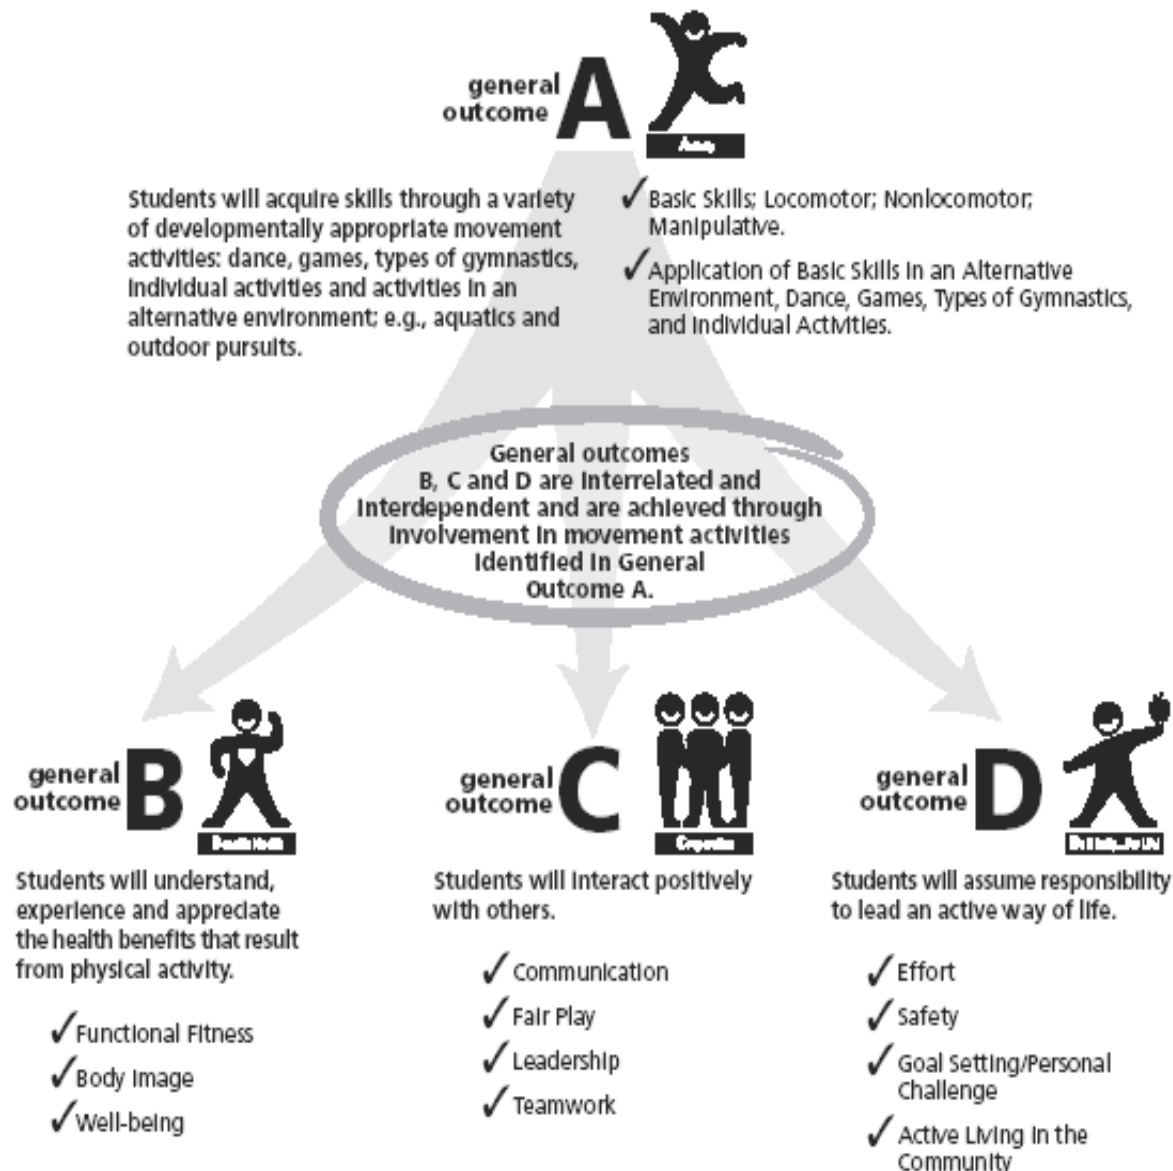 general
outcome A
Activity
Students will acquire skills through a variety
of developmentally appropriate movement
activities: dance, games, types of gymnastics,
individual activities and activities in an
alternative environment; e.g., aquatics and
outdoor pursuits.
✓ Basic Skills; Locomotor; Nonlocomotor;
Manipulative.
✓ Application of Basic Skills in an Alternative
Environment, Dance, Games, Types of Gymnastics,
and Individual Activities.
General outcomes
B, C and D are interrelated and
interdependent and are achieved through
involvement in movement activities
identified in General
Outcome A.
general
outcome B
Benefits Health
Students will understand,
experience and appreciate
the health benefits that result
from physical activity.
✓ Functional Fitness
✓ Body Image
✓ Well-being
general
outcome C
Cooperation
Students will interact positively
with others.
✓ Communication
✓ Fair Play
✓ Leadership
✓ Teamwork
general
outcome D
Students will assume responsibility
to lead an active way of life.
✓ Effort
✓ Safety
✓ Goal Setting/Personal
Challenge
✓ Active Living in the
Community